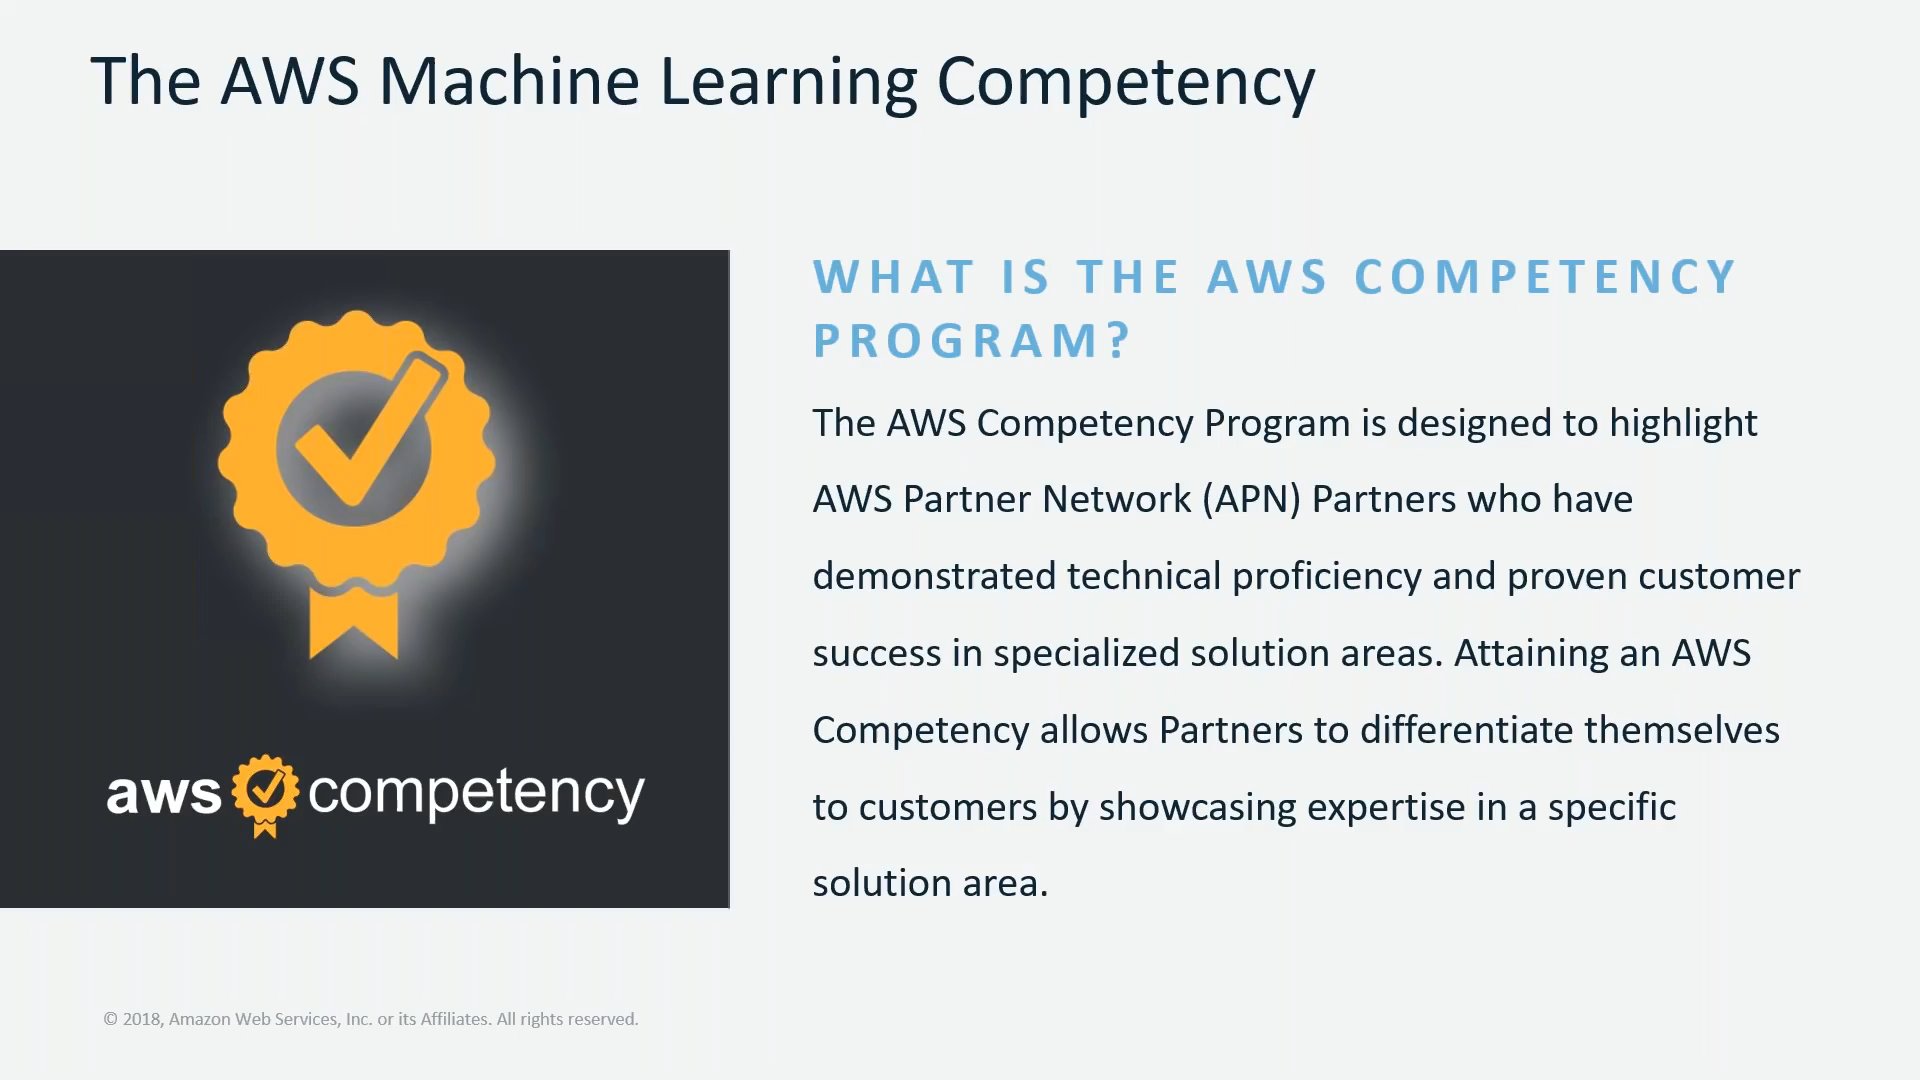 The AWS Machine Learning Competency
WHAT IS THE AWS COMPETENCY
PROGRAM?
The AWS Competency Program is designed to highlight
AWS Partner Network (APN) Partners who have
demonstrated technical proficiency and proven customer
success in specialized solution areas. Attaining an AWS
Competency allows Partners to differentiate themselves
to customers by showcasing expertise in a specific
solution area.
aws competency
© 2018, Amazon Web Services, Inc. or its Affiliates. All rights reserved.